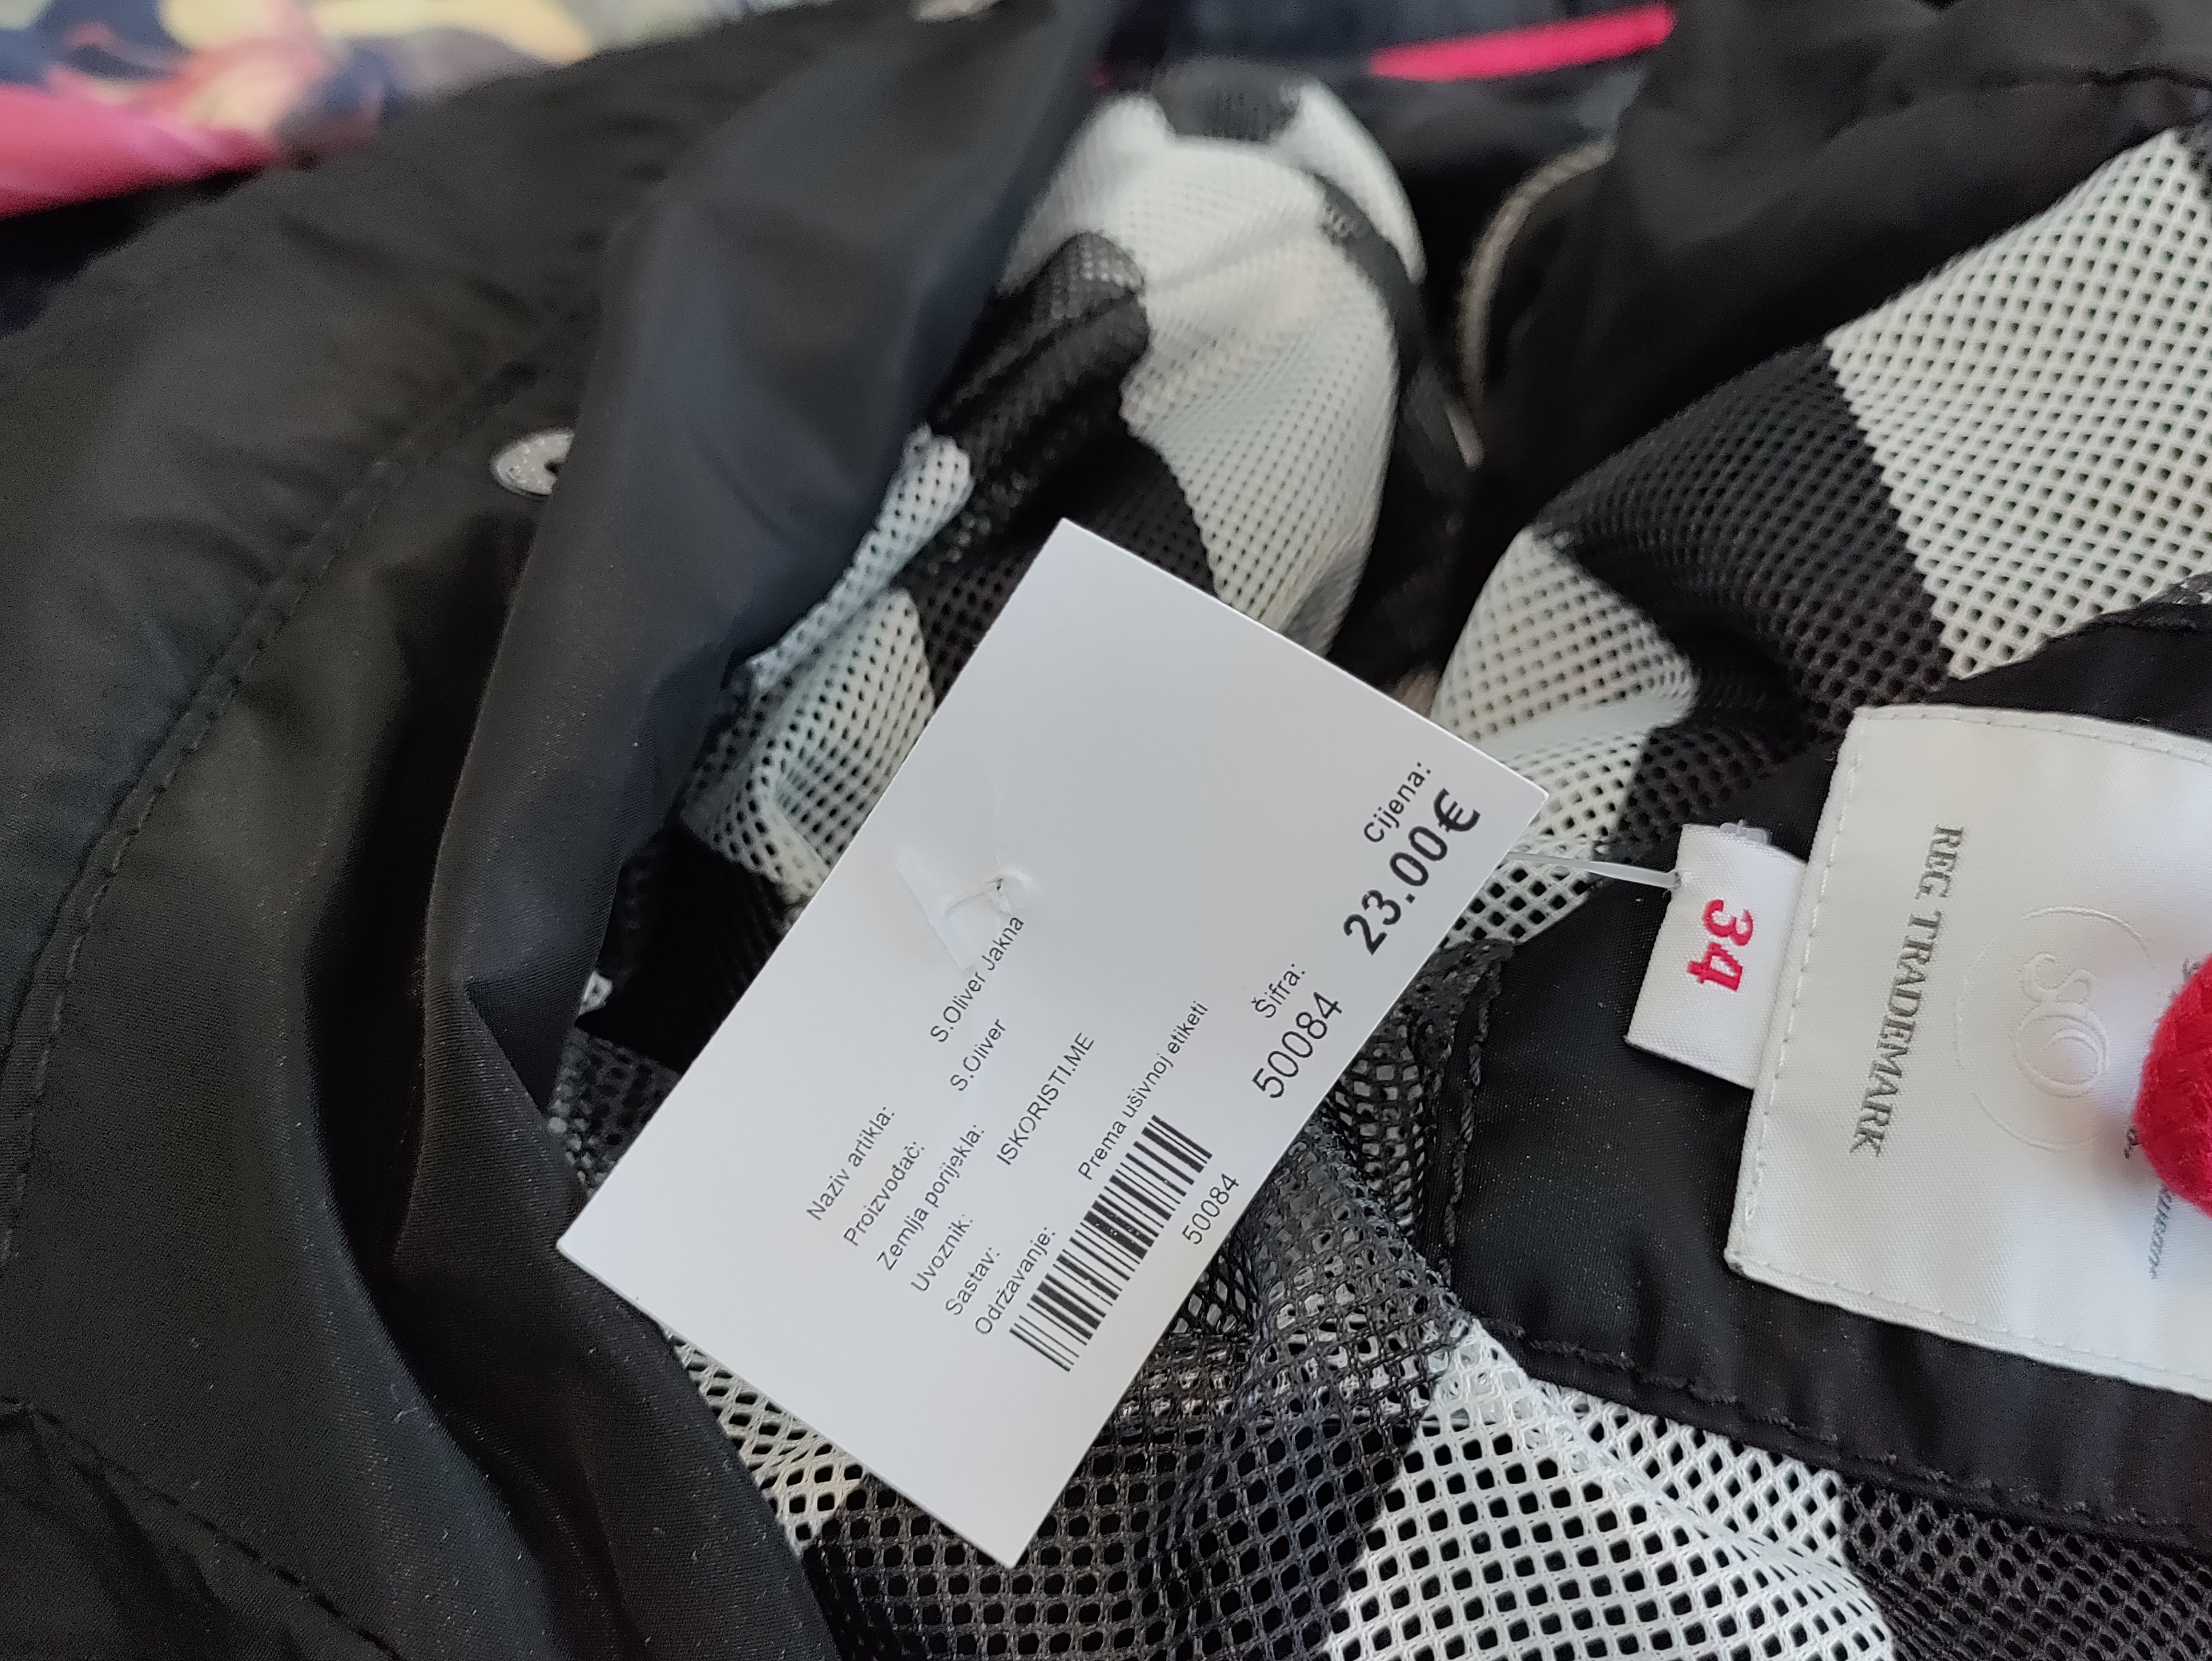 Naziv artikla: S.Oliver Jakna
Proizvođač: S.Oliver
Zemlja porijekla:
Uvoznik: ISKORISTI.ME
Sastav:
Održavanje: Prema ušivnoj etiketi
50084
Šifra:
50084
Cijena:
23.00€
34
REG. TRADEMARK